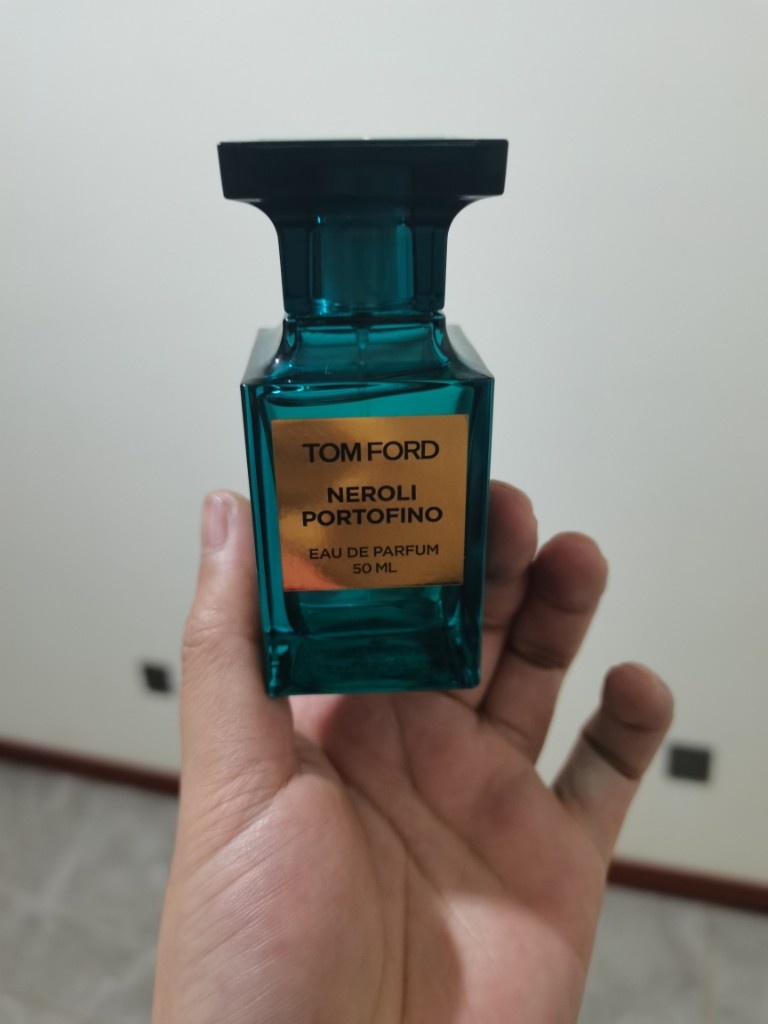 TOM FORD
NEROLI
PORTOFINO
EAU DE PARFUM
50 ML